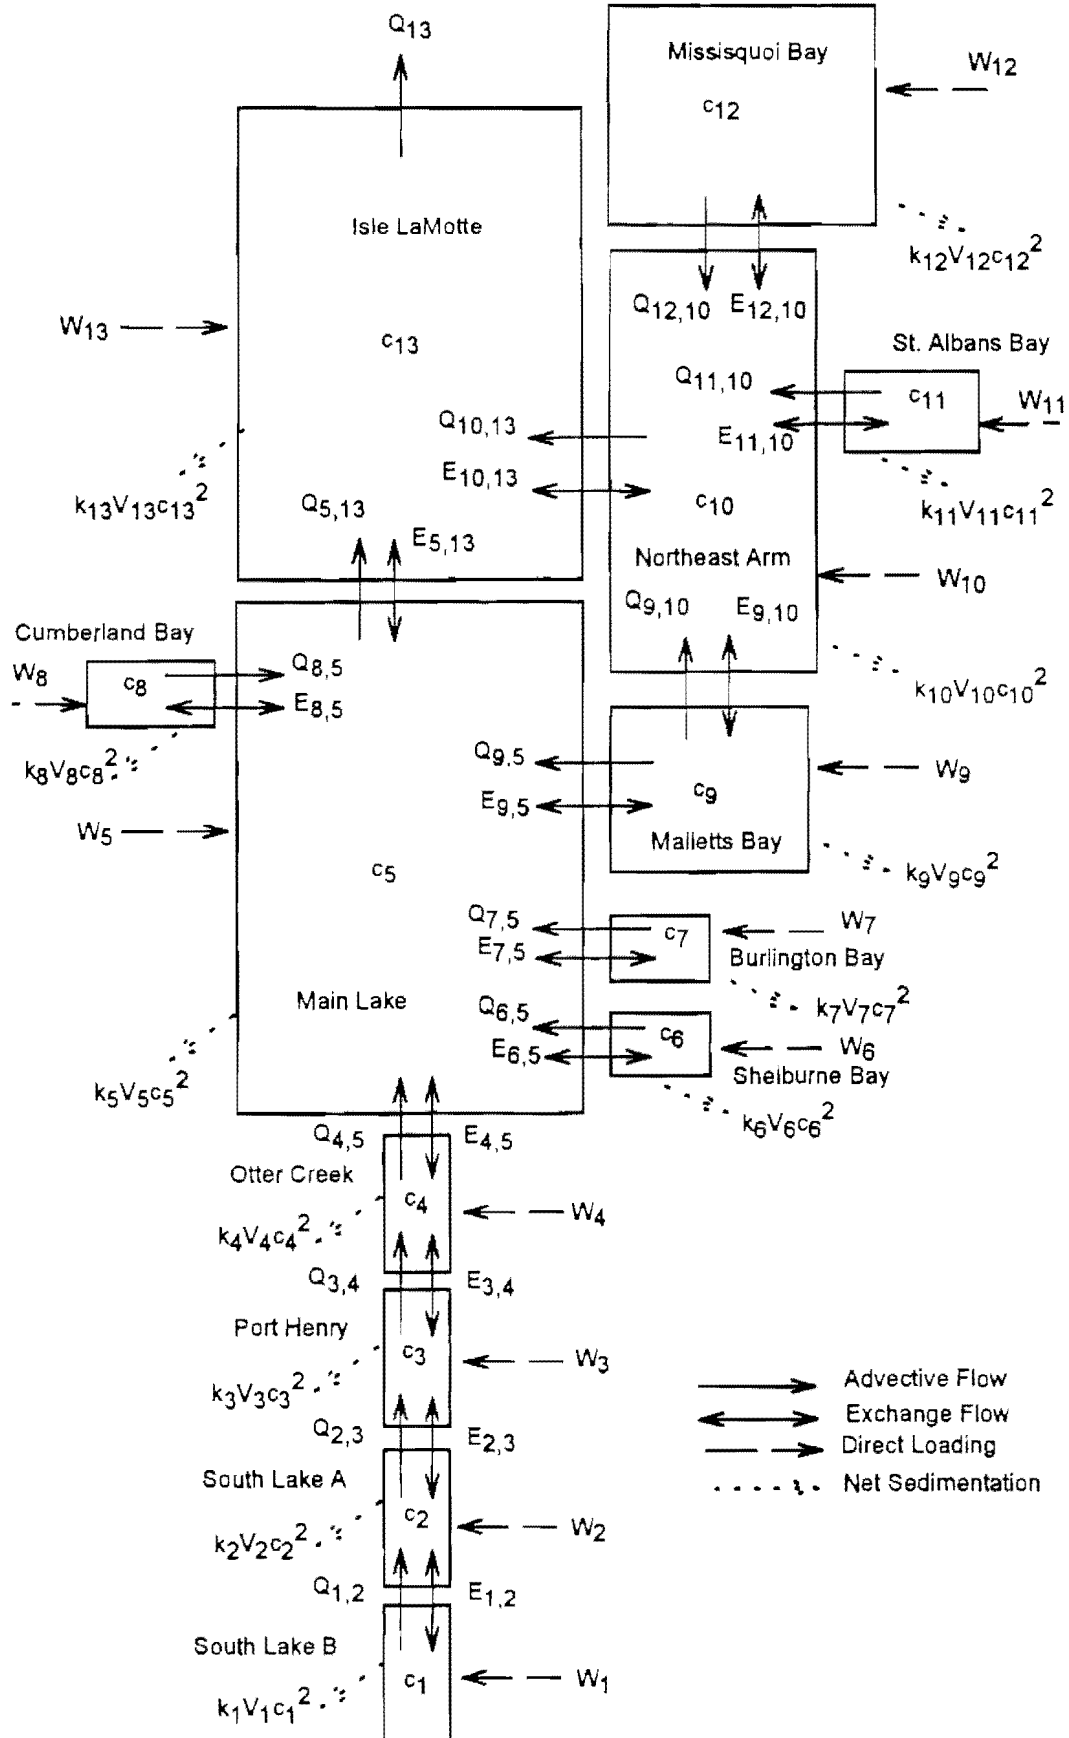 Q13
Missisquoi Bay
W12
c12
Isle LaMotte
k12V12c12²
Q12,10 E12,10
W13
c13
St. Albans Bay
Q11,10
c11
W11
Q10,13
E11,10
E10,13
c10
k13V13c13²
Q5,13
k11V11c11²
E5,13
Northeast Arm
W10
Q9,10 E9,10
Cumberland Bay
W8
c8
Q8,5
E8,5
k10V10c10²
k8V8c8²
Q9,5
W9
c9
E9,5
W5
Malletts Bay
c5
k9V9c9²
Q7,5
W7
c7
E7,5
Burlington Bay
Main Lake
Q6,5
k7V7c7²
c6
W6
E6,5
Shelburne Bay
k5V5c5²
k6V6c6²
Q4,5 E4,5
Otter Creek
c4
W4
k4V4c4²
Q3,4 E3,4
Port Henry
c3
W3
k3V3c3²
Advective Flow
Exchange Flow
Q2,3 E2,3
Direct Loading
South Lake A
Net Sedimentation
c2
W2
k2V2c2²
Q1,2 E1,2
South Lake B
c1
W1
k1V1c1²